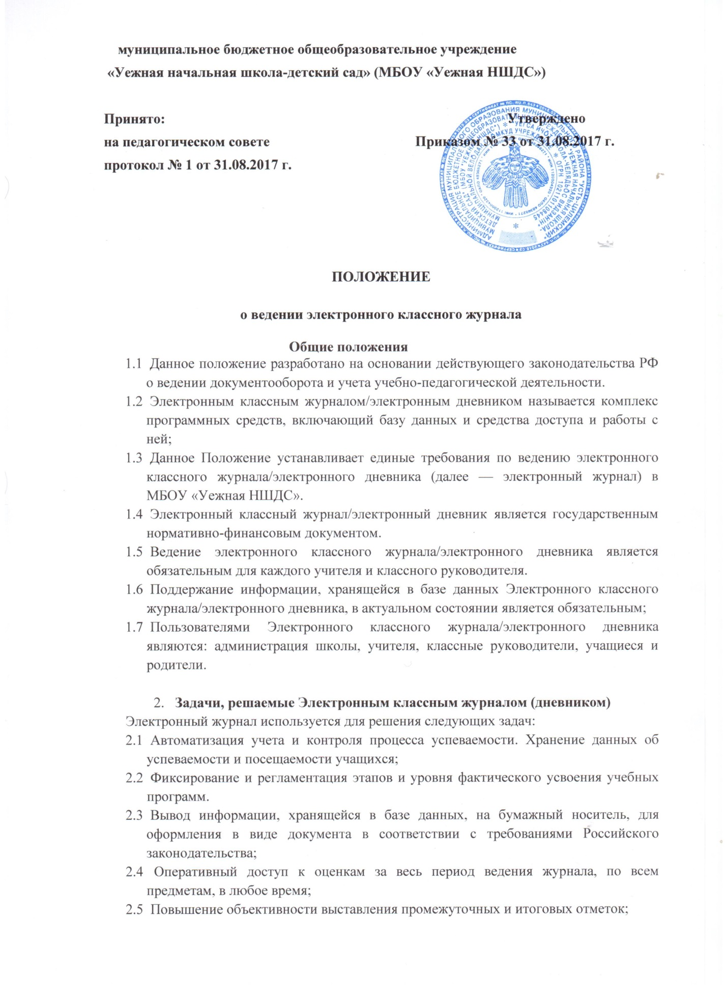 муниципальное бюджетное общеобразовательное учреждение
«Уежная начальная школа-детский сад» (МБОУ «Уежная НШДС»)
Принято: Утверждено
на педагогическом совете Приказом № 33 от 31.08.2017 г.
протокол № 1 от 31.08.2017 г.
АДМИНИСТРАЦИЯ МУНИЦИПАЛЬНОГО ОБРАЗОВАНИЯ МУНИЦИПАЛЬНОГО РАЙОНА "УСТЬ-ЦИЛЕМСКИЙ"
ОГРН 1021101108445
ПОЛОЖЕНИЕ
о ведении электронного классного журнала
Общие положения
1.1 Данное положение разработано на основании действующего законодательства РФ
о ведении документооборота и учета учебно-педагогической деятельности.
1.2 Электронным классным журналом/электронным дневником называется комплекс
программных средств, включающий базу данных и средства доступа и работы с
ней;
1.3 Данное Положение устанавливает единые требования по ведению электронного
классного журнала/электронного дневника (далее — электронный журнал) в
МБОУ «Уежная НШДС».
1.4 Электронный классный журнал/электронный дневник является государственным
нормативно-финансовым документом.
1.5 Ведение электронного классного журнала/электронного дневника является
обязательным для каждого учителя и классного руководителя.
1.6 Поддержание информации, хранящейся в базе данных Электронного классного
журнала/электронного дневника, в актуальном состоянии является обязательным;
1.7 Пользователями Электронного классного журнала/электронного дневника
являются: администрация школы, учителя, классные руководители, учащиеся и
родители.
2. Задачи, решаемые Электронным классным журналом (дневником)
Электронный журнал используется для решения следующих задач:
2.1 Автоматизация учета и контроля процесса успеваемости. Хранение данных об
успеваемости и посещаемости учащихся;
2.2 Фиксирование и регламентация этапов и уровня фактического усвоения учебных
программ.
2.3 Вывод информации, хранящейся в базе данных, на бумажный носитель, для
оформления в виде документа в соответствии с требованиями Российского
законодательства;
2.4 Оперативный доступ к оценкам за весь период ведения журнала, по всем
предметам, в любое время;
2.5 Повышение объективности выставления промежуточных и итоговых отметок;